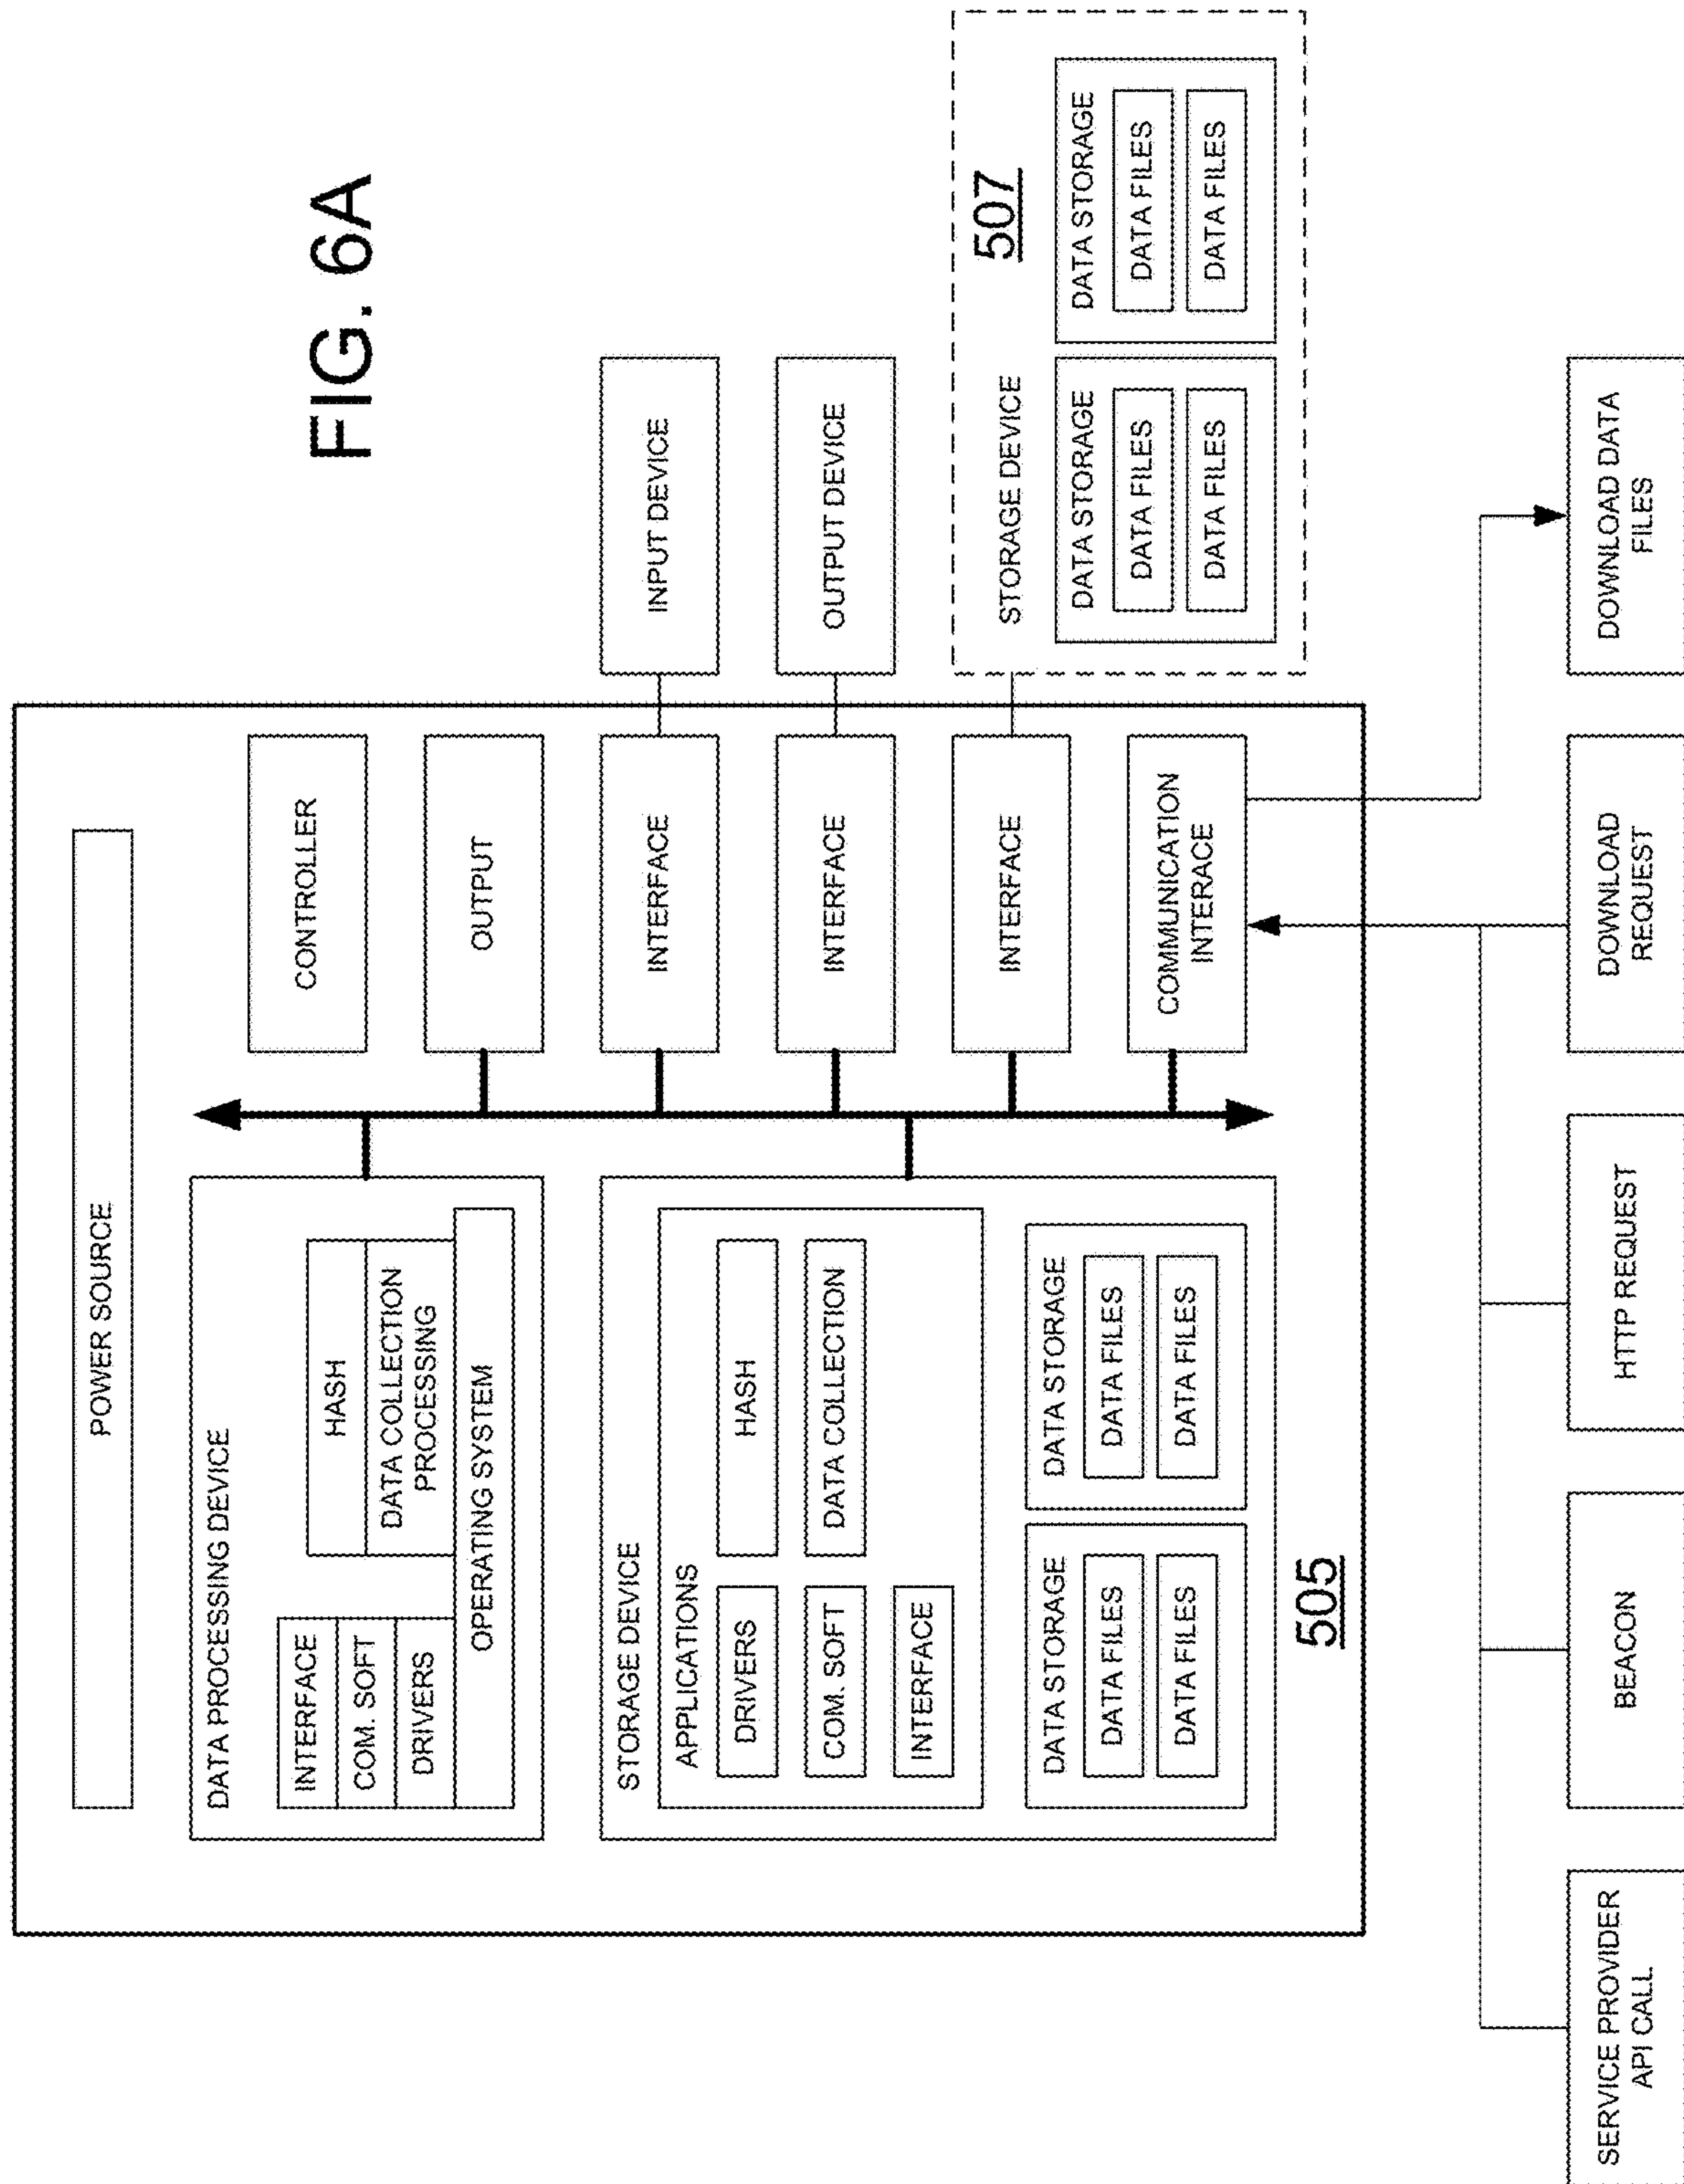 FIG. 6A
POWER SOURCE
DATA PROCESSING DEVICE
INTERFACE
COM. SOFT
DRIVERS
HASH
DATA COLLECTION
PROCESSING
OPERATING SYSTEM
STORAGE DEVICE
APPLICATIONS
DRIVERS
HASH
COM. SOFT
DATA COLLECTION
INTERFACE
DATA STORAGE
DATA FILES
DATA FILES
DATA STORAGE
DATA FILES
DATA FILES
505
CONTROLLER
OUTPUT
INTERFACE
INTERFACE
INTERFACE
COMMUNICATION
INTERACE
INPUT DEVICE
OUTPUT DEVICE
STORAGE DEVICE
507
DATA STORAGE
DATA FILES
DATA FILES
DATA STORAGE
DATA FILES
DATA FILES
SERVICE PROVIDER
API CALL
BEACON
HTTP REQUEST
DOWNLOAD
REQUEST
DOWNLOAD DATA
FILES